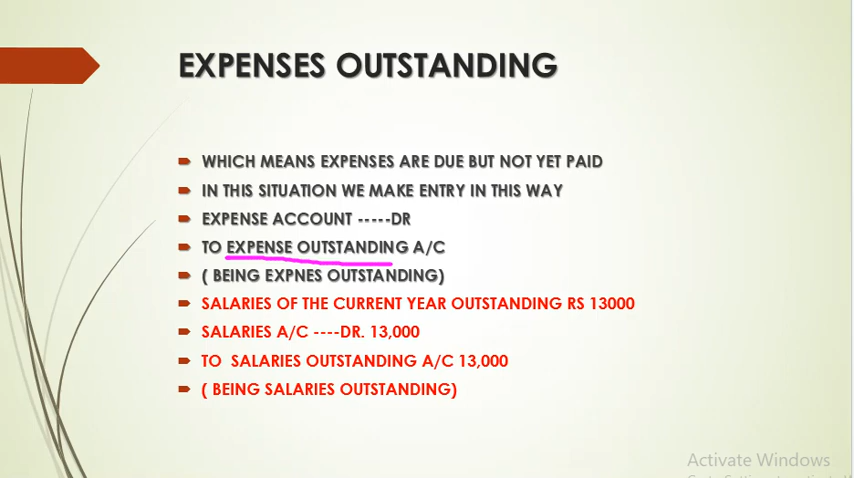 EXPENSES OUTSTANDING
WHICH MEANS EXPENSES ARE DUE BUT NOT YET PAID
IN THIS SITUATION WE MAKE ENTRY IN THIS WAY
EXPENSE ACCOUNT -----DR
TO EXPENSE OUTSTANDING A/C
( BEING EXPNES OUTSTANDING)
SALARIES OF THE CURRENT YEAR OUTSTANDING RS 13000
SALARIES A/C ----DR. 13,000
TO SALARIES OUTSTANDING A/C 13,000
( BEING SALARIES OUTSTANDING)
Activate Windows